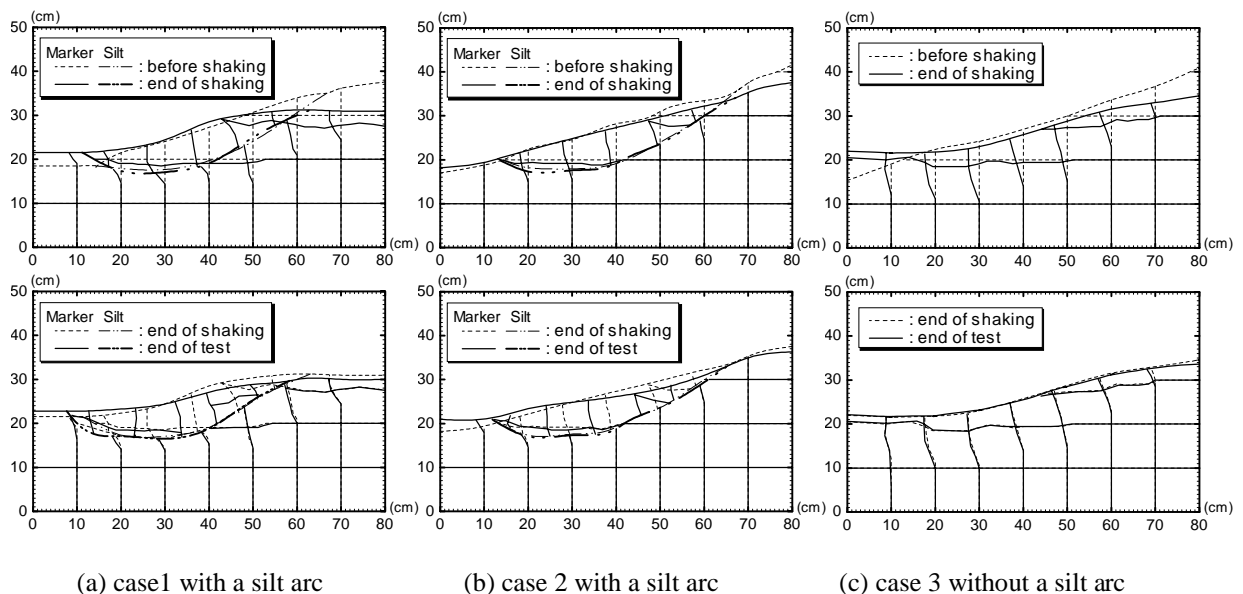 (cm)
50
40
30
20
10
0
Marker Silt
: before shaking
: end of shaking
0 10 20 30 40 50 60 70 80
(cm)
(cm)
50
40
30
20
10
0
Marker Silt
: before shaking
: end of shaking
0 10 20 30 40 50 60 70 80
(cm)
50
40
30
20
10
0
: before shaking
: end of shaking
0 10 20 30 40 50 60 70 80
(cm)
(cm)
50
40
30
20
10
0
Marker Silt
: end of shaking
: end of test
0 10 20 30 40 50 60 70 80
(cm)
(cm)
50
40
30
20
10
0
Marker Silt
: end of shaking
: end of test
0 10 20 30 40 50 60 70 80
(cm)
(cm)
50
40
30
20
10
0
: end of shaking
: end of test
0 10 20 30 40 50 60 70 80
(a) case1 with a silt arc
(b) case 2 with a silt arc
(c) case 3 without a silt arc